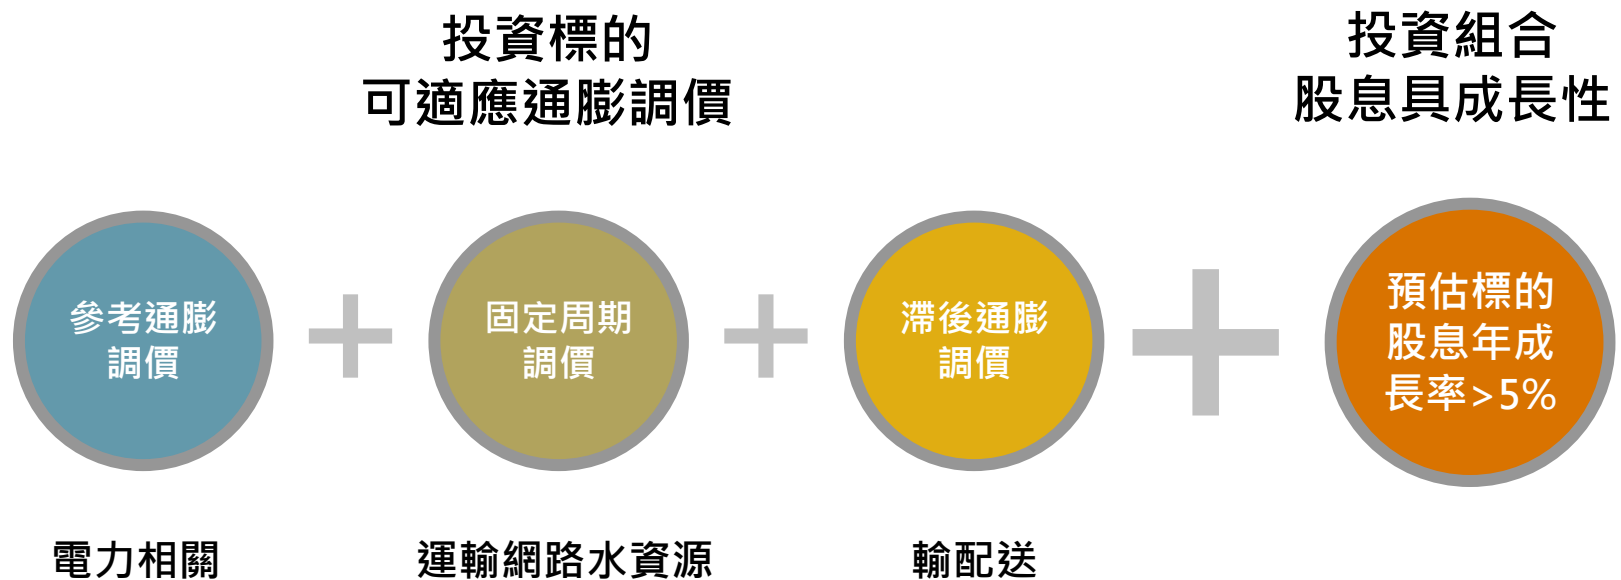 投資標的
可適應通膨調價
投資組合
股息具成長性
參考通膨
調價
固定周期
調價
滯後通膨
調價
預估標的
股息年成
長率>5%
電力相關
運輸網路水資源
輸配送